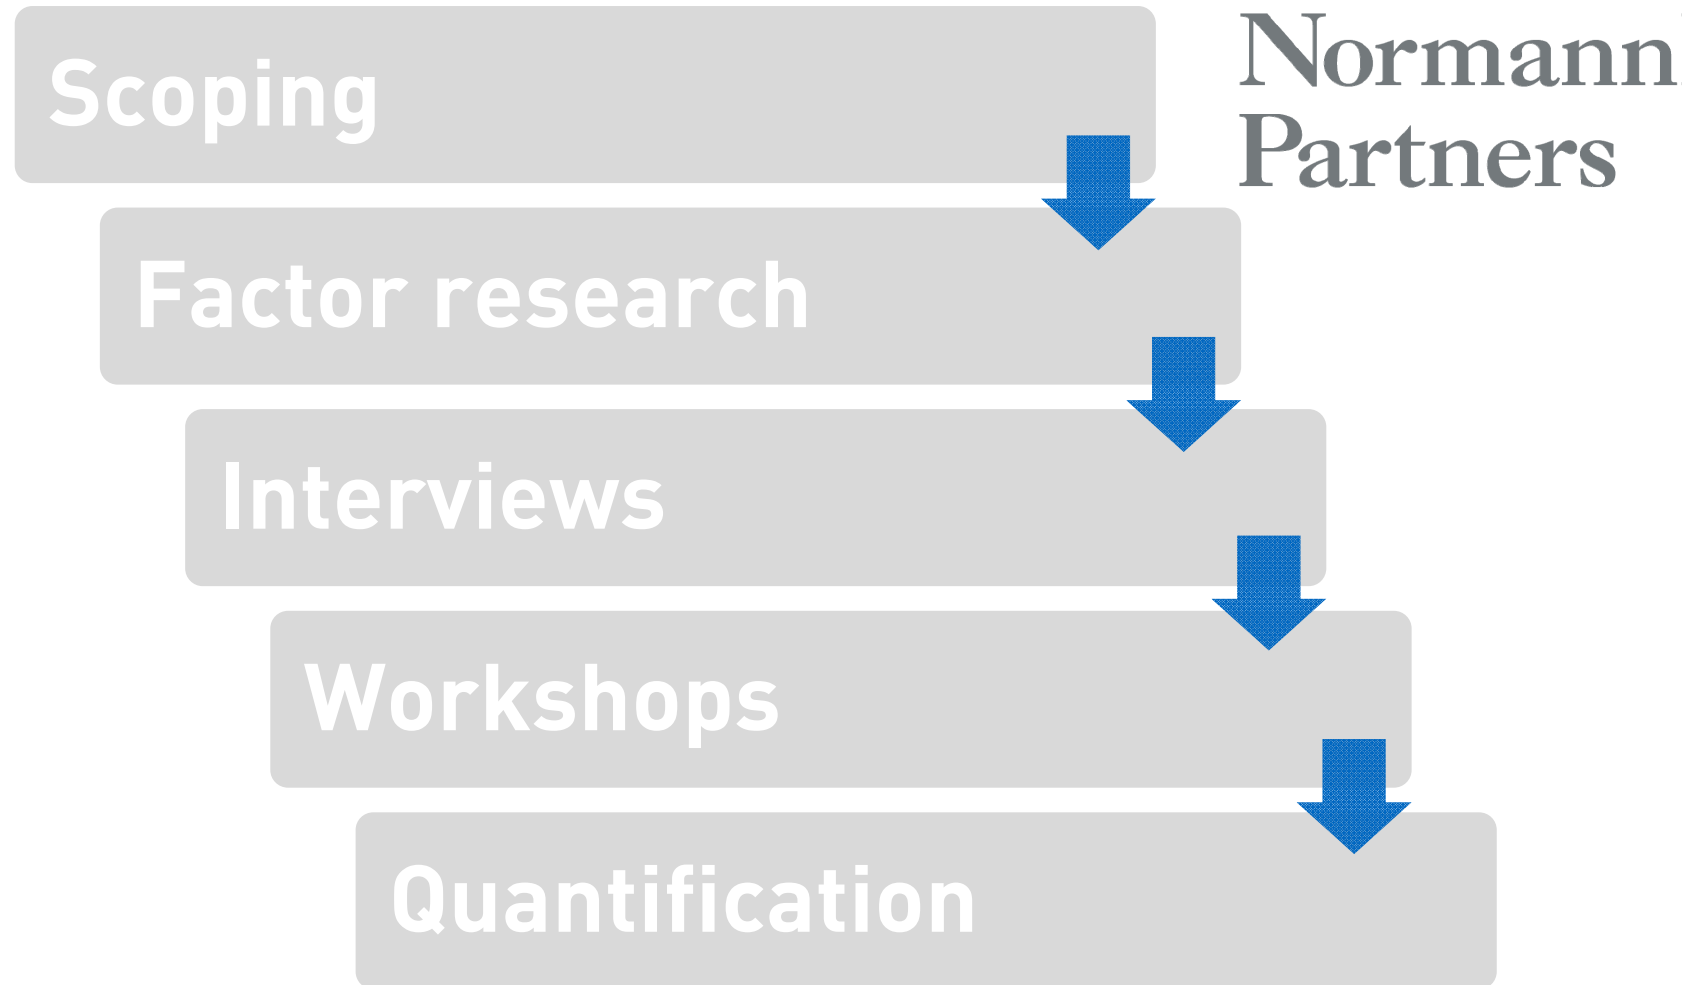 Scoping
Normann
Partners
Factor research
Interviews
Workshops
Quantification